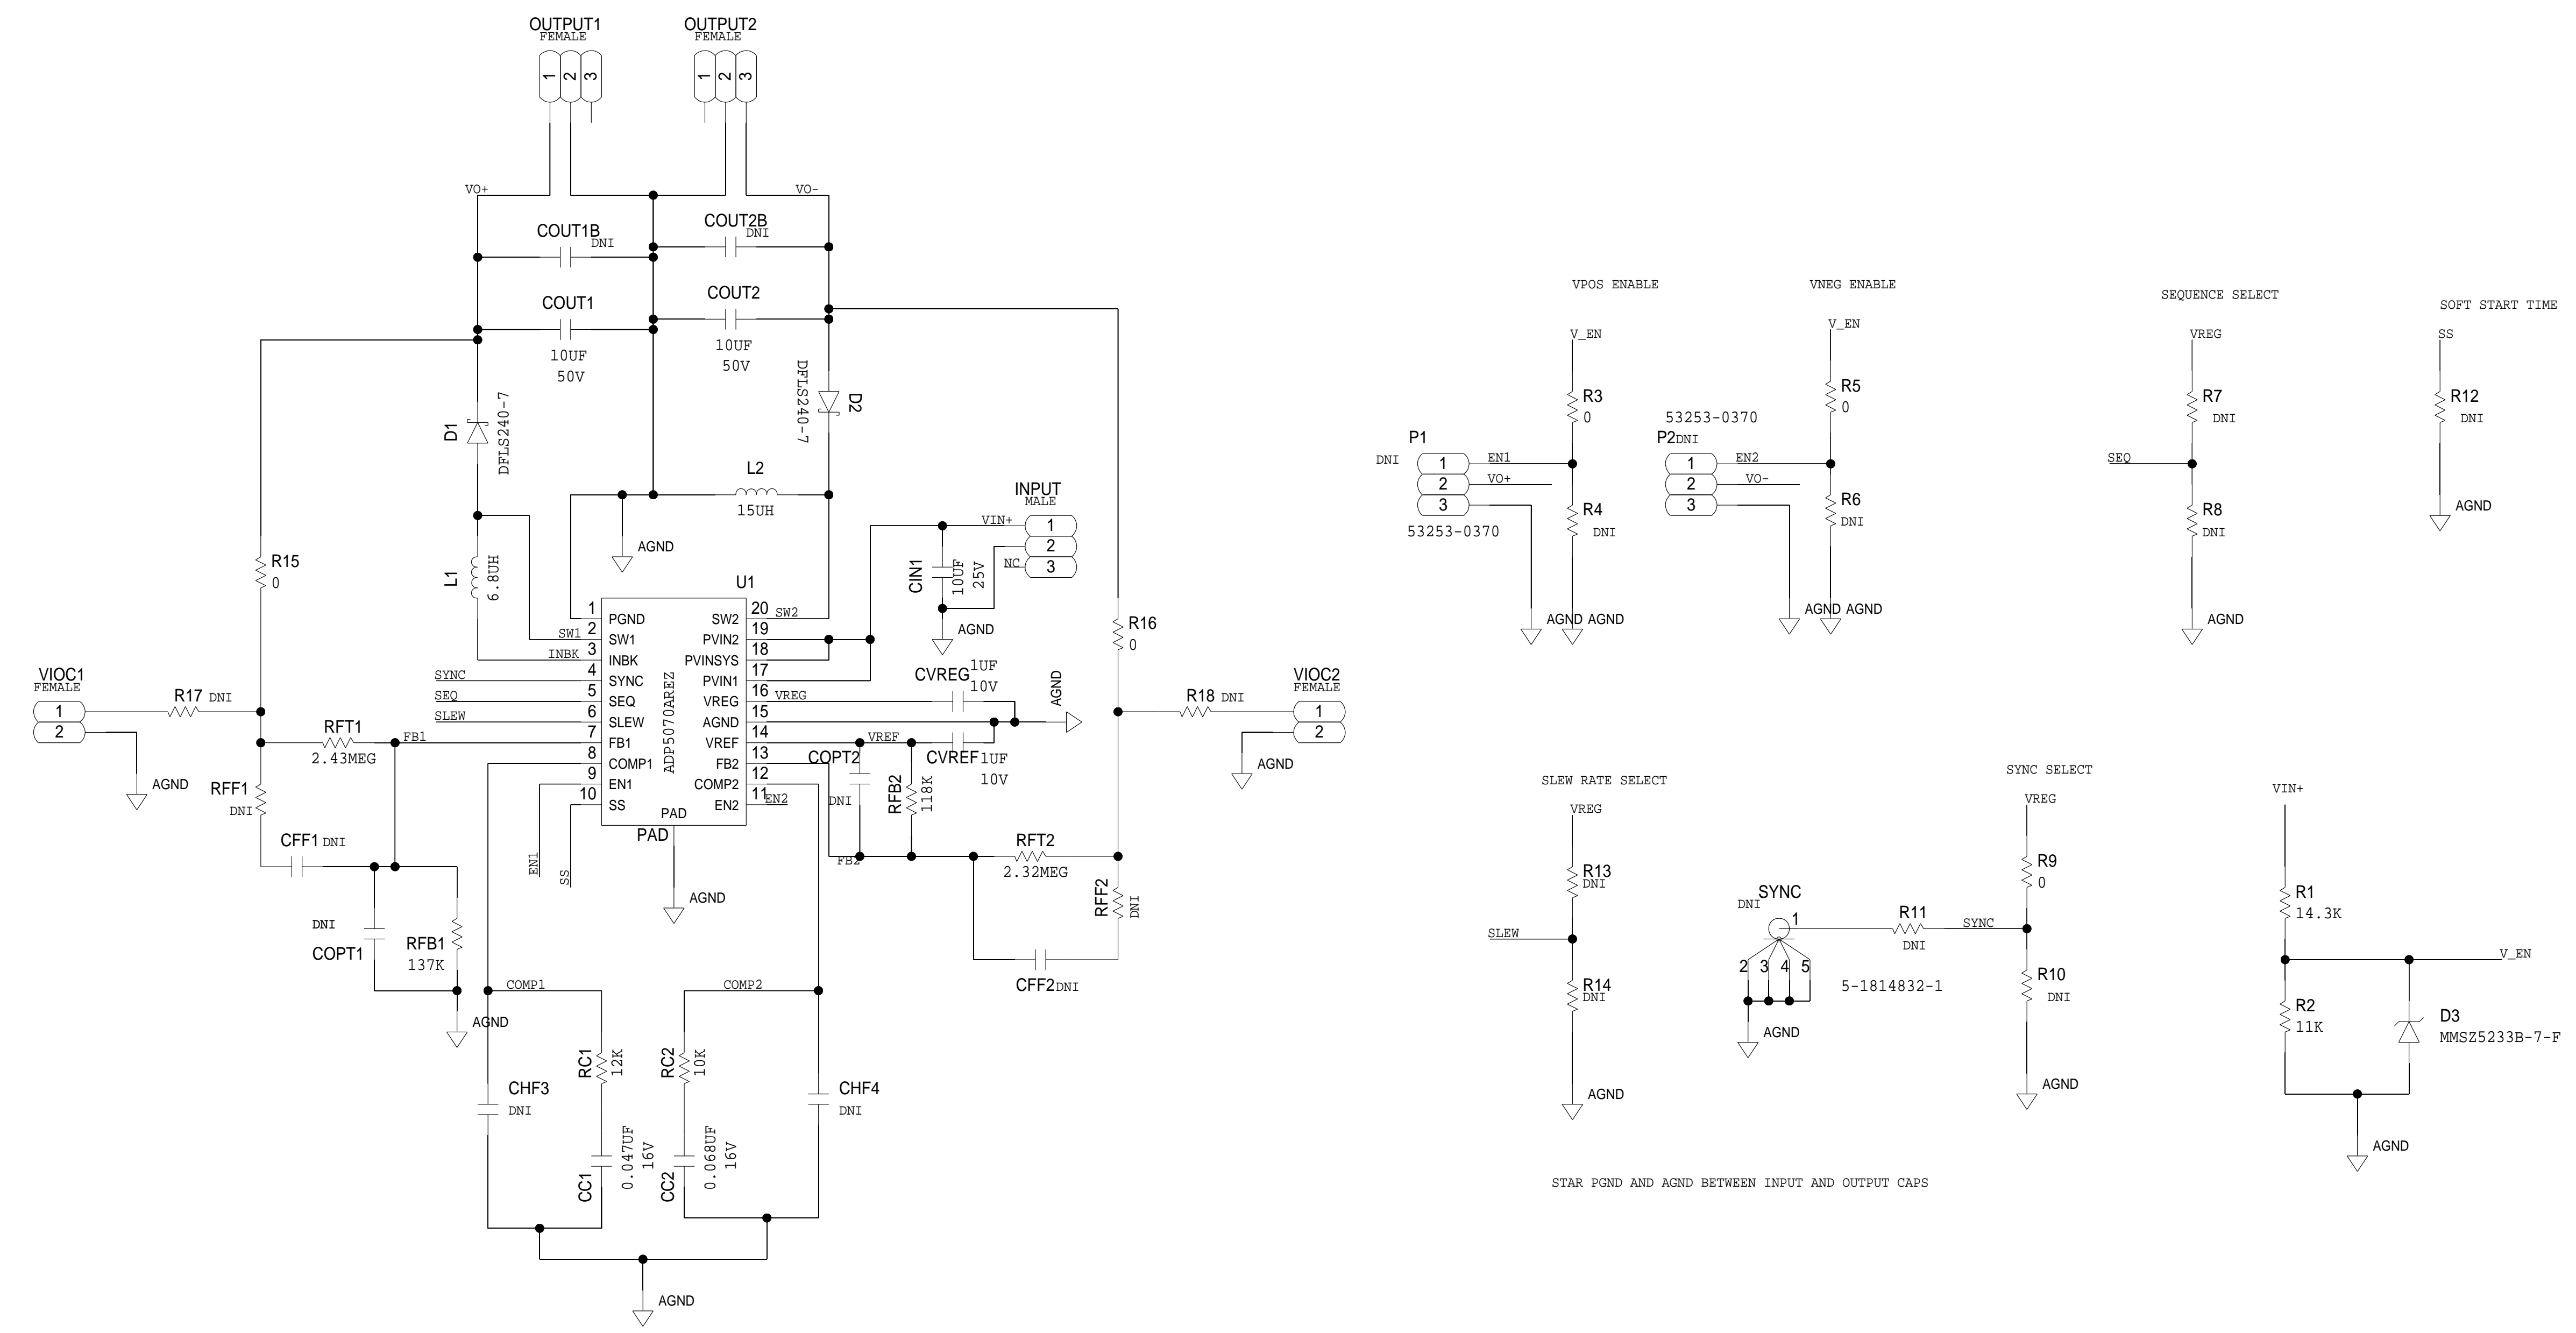 OUTPUT1
FEMALE
1
2
3
OUTPUT2
FEMALE
1
2
3
VO+
VO-
COUT1B
DNI
COUT2B
DNI
COUT1
10UF
50V
COUT2
10UF
50V
D1
DFLS240-7
DFLS240-7
D2
L2
15UH
AGND
L1
6.8UH
R15
0
INPUT
MALE
VIN+
1
2
NC
3
CIN1
10UF
25V
AGND
U1
ADP5070AREZ
1
PGND
2
SW1
SW1
3
INBK
INBK
4
SYNC
SYNC
5
SEQ
SEQ
6
SLEW
SLEW
7
FB1
FB1
8
COMP1
9
EN1
10
SS
20
SW2
SW2
19
PVIN2
18
PVINSYS
17
PVIN1
16
VREG
VREG
15
AGND
14
VREF
VREF
13
FB2
12
COMP2
11
EN2
EN2
PAD
PAD
AGND
EN1
SS
CVREG
1UF
10V
AGND
CVREF
1UF
10V
COPT2
DNI
RFB2
118K
FB2
RFT2
2.32MEG
R16
0
RFF2
DNI
CFF2
DNI
R18 DNI
VIOC2
FEMALE
1
2
AGND
VIOC1
FEMALE
1
2
AGND
R17 DNI
RFT1
2.43MEG
RFF1
DNI
CFF1 DNI
DNI
COPT1
RFB1
137K
AGND
COMP1
COMP2
RC1
12K
RC2
10K
CHF3
DNI
CHF4
DNI
CC1
0.047UF
16V
CC2
0.068UF
16V
AGND
VPOS ENABLE
V_EN
R3
0
P1
DNI
1
2
3
EN1
VO+
53253-0370
R4
DNI
AGND AGND
VNEG ENABLE
V_EN
R5
0
53253-0370
P2 DNI
1
2
3
EN2
VO-
R6
DNI
AGND AGND
SEQUENCE SELECT
VREG
R7
DNI
SEQ
R8
DNI
AGND
SOFT START TIME
SS
R12
DNI
AGND
SLEW RATE SELECT
VREG
R13
DNI
SLEW
R14
DNI
AGND
SYNC SELECT
VREG
R9
0
SYNC
DNI
1
2 3 4 5
R11
DNI
SYNC
5-1814832-1
AGND
R10
DNI
AGND
VIN+
R1
14.3K
V_EN
R2
11K
D3
MMSZ5233B-7-F
AGND
STAR PGND AND AGND BETWEEN INPUT AND OUTPUT CAPS